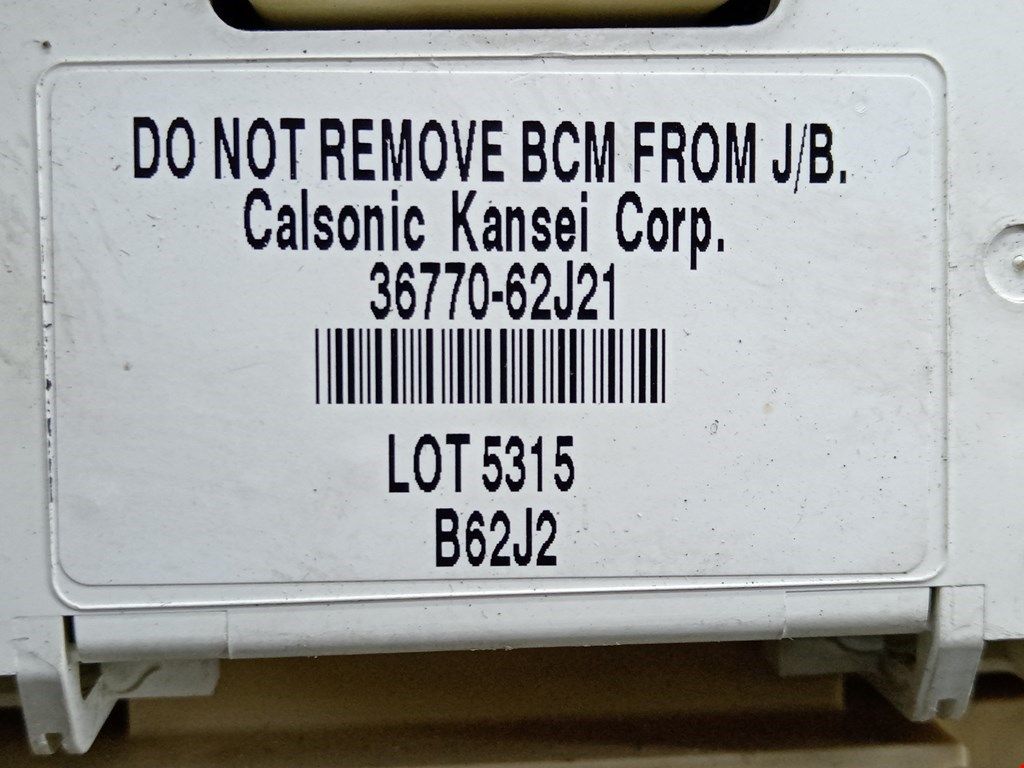 DO NOT REMOVE BCM FROM J/B.
Calsonic Kansei Corp.
36770-62J21
LOT 5315
B62J2